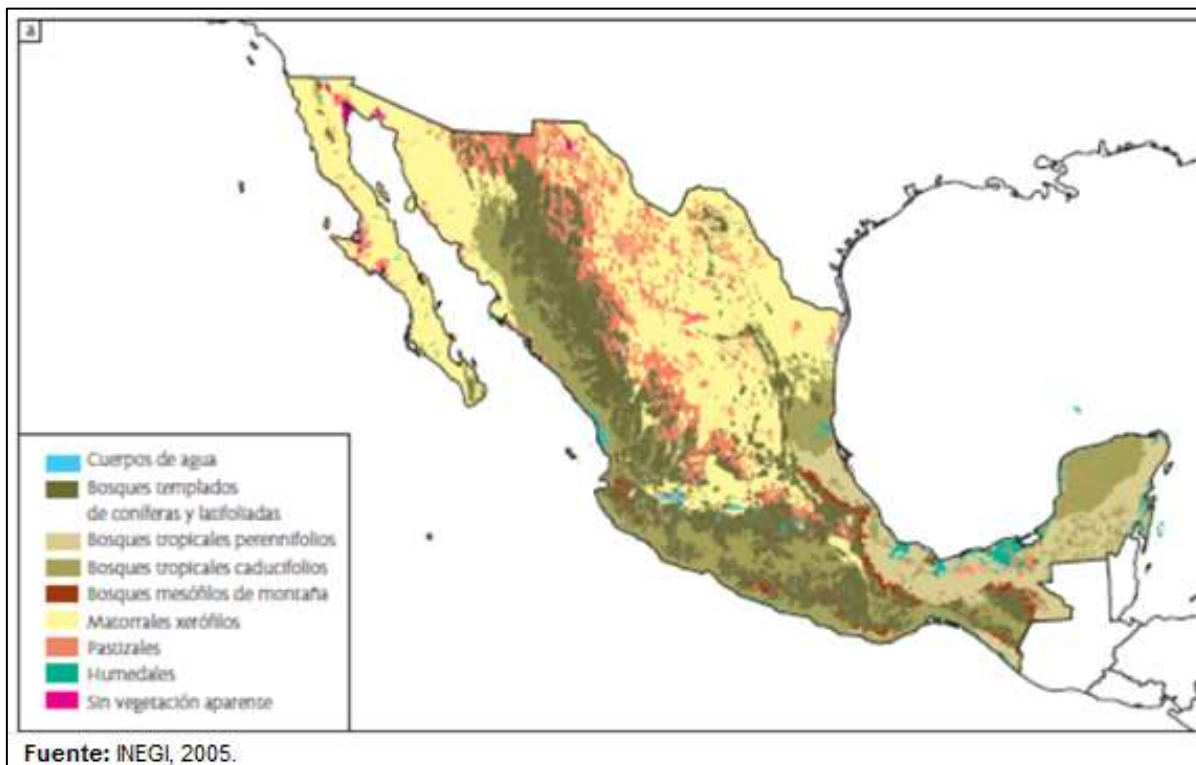 a
Cuerpos de agua
Bosques templados
de coníferas y latifoliadas
Bosques tropicales perennifolios
Bosques tropicales caducifolios
Bosques mesófilos de montaña
Matorrales xerófilos
Pastizales
Humedales
Sin vegetación aparente
Fuente: INEGI, 2005.